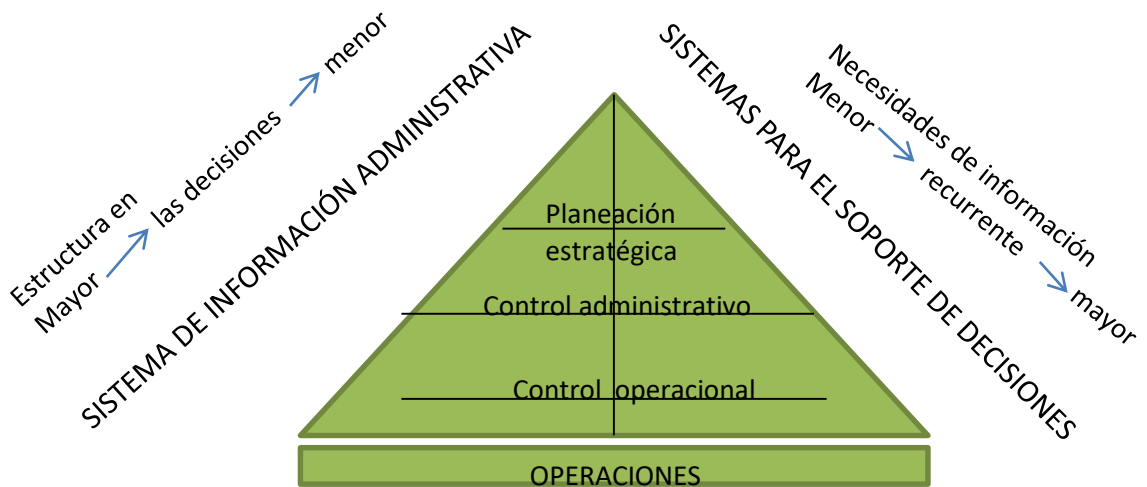 Estructura en
Mayor las decisiones menor
SISTEMA DE INFORMACIÓN ADMINISTRATIVA
SISTEMAS PARA EL SOPORTE DE DECISIONES
Necesidades de información
Menor recurrente mayor
Planeación
estratégica
Control administrativo
Control operacional
OPERACIONES